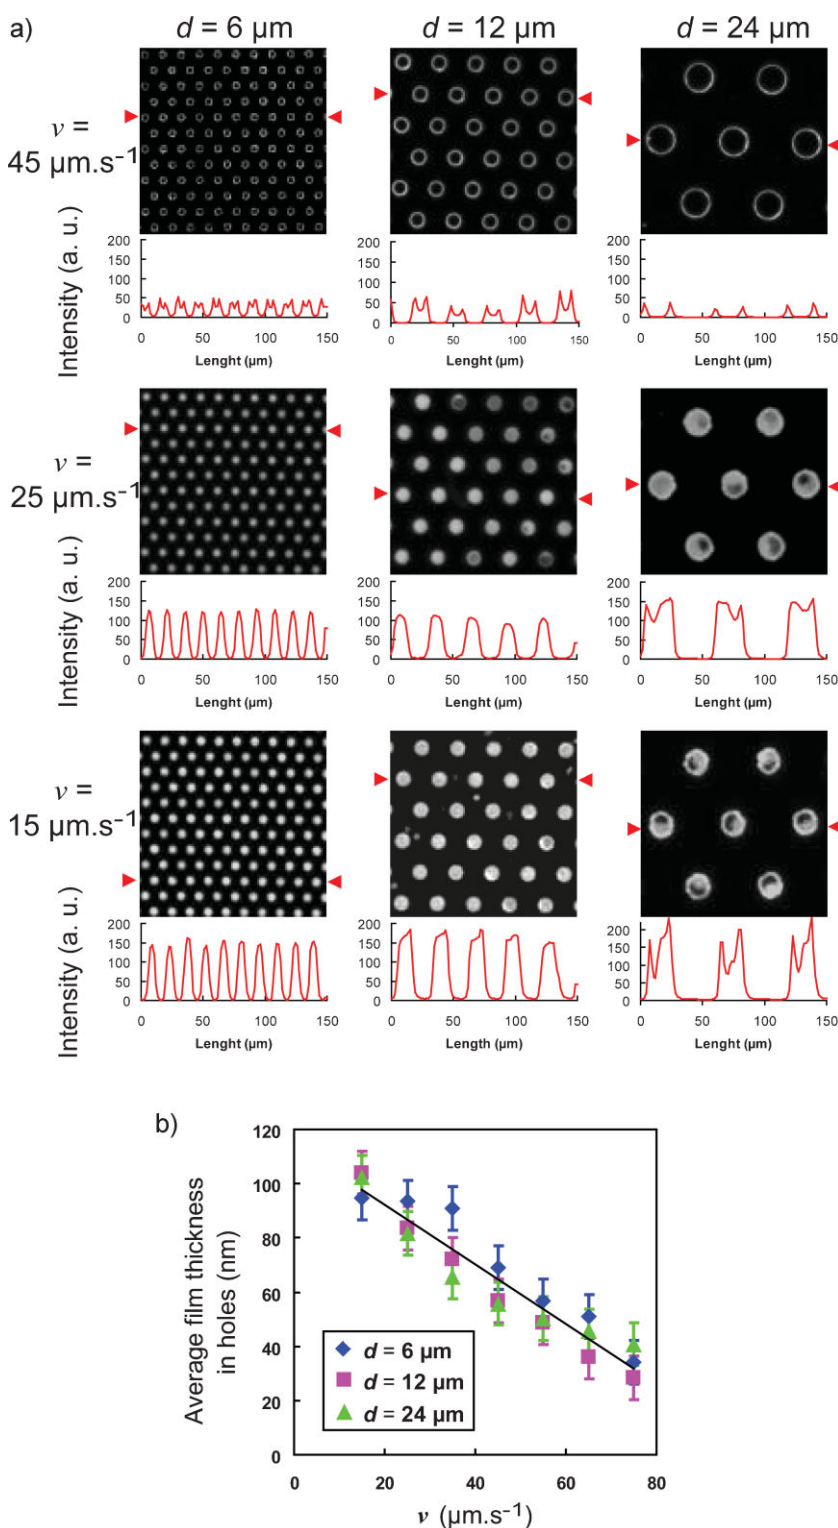 a)
d = 6 µm
d = 12 µm
d = 24 µm
v =
45 µm.s⁻¹
Intensity (a. u.)
200
150
100
50
0
0 50 100 150
Lenght (µm)
200
150
100
50
0
0 50 100 150
Lenght (µm)
200
150
100
50
0
0 50 100 150
Lenght (µm)
v =
25 µm.s⁻¹
Intensity (a. u.)
200
150
100
50
0
0 50 100 150
Lenght (µm)
200
150
100
50
0
0 50 100 150
Lenght (µm)
200
150
100
50
0
0 50 100 150
Lenght (µm)
v =
15 µm.s⁻¹
Intensity (a. u.)
200
150
100
50
0
0 50 100 150
Lenght (µm)
200
150
100
50
0
0 50 100 150
Length (µm)
200
150
100
50
0
0 50 100 150
Lenght (µm)
b)
Average film thickness
in holes (nm)
120
100
80
60
40
20
0
d = 6 µm
d = 12 µm
d = 24 µm
0 20 40 60 80
v (µm.s⁻¹)